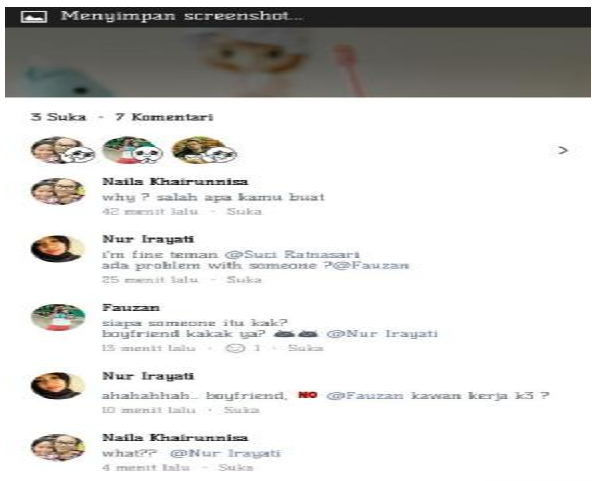 Menyimpan screenshot...
3 Suka - 7 Komentari
Naila Khairunnisa
why ? salah apa kamu buat
42 menit lalu · Suka
Nur Irayati
i'm fine teman @Suci Ratnasari
ada problem with someone ?@Fauzan
25 menit lalu · Suka
Fauzan
siapa someone itu kak?
boyfriend kakak ya? @Nur Irayati
13 menit lalu · 1 · Suka
Nur Irayati
ahahahhah.. boyfriend, NO @Fauzan kawan kerja k3 ?
10 menit lalu · Suka
Naila Khairunnisa
what?? @Nur Irayati
4 menit lalu · Suka